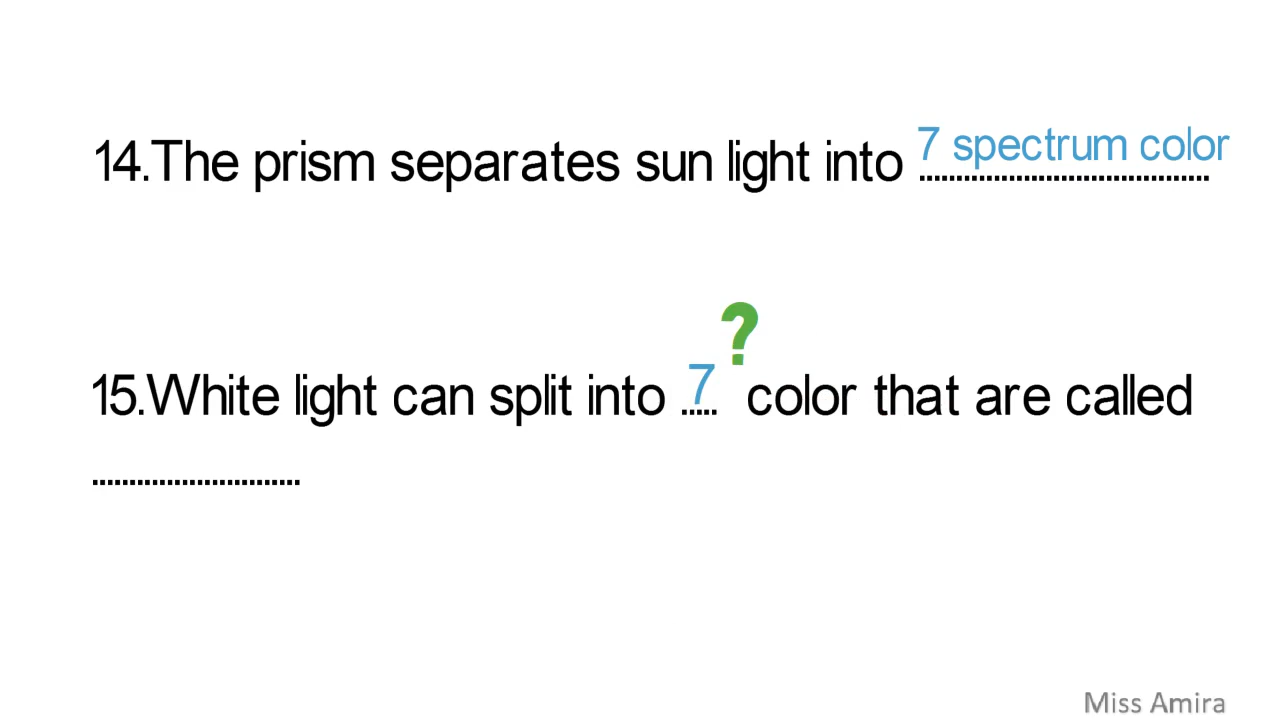 14.The prism separates sun light into 7 spectrum color
15.White light can split into 7 ? color that are called
............................
Miss Amira